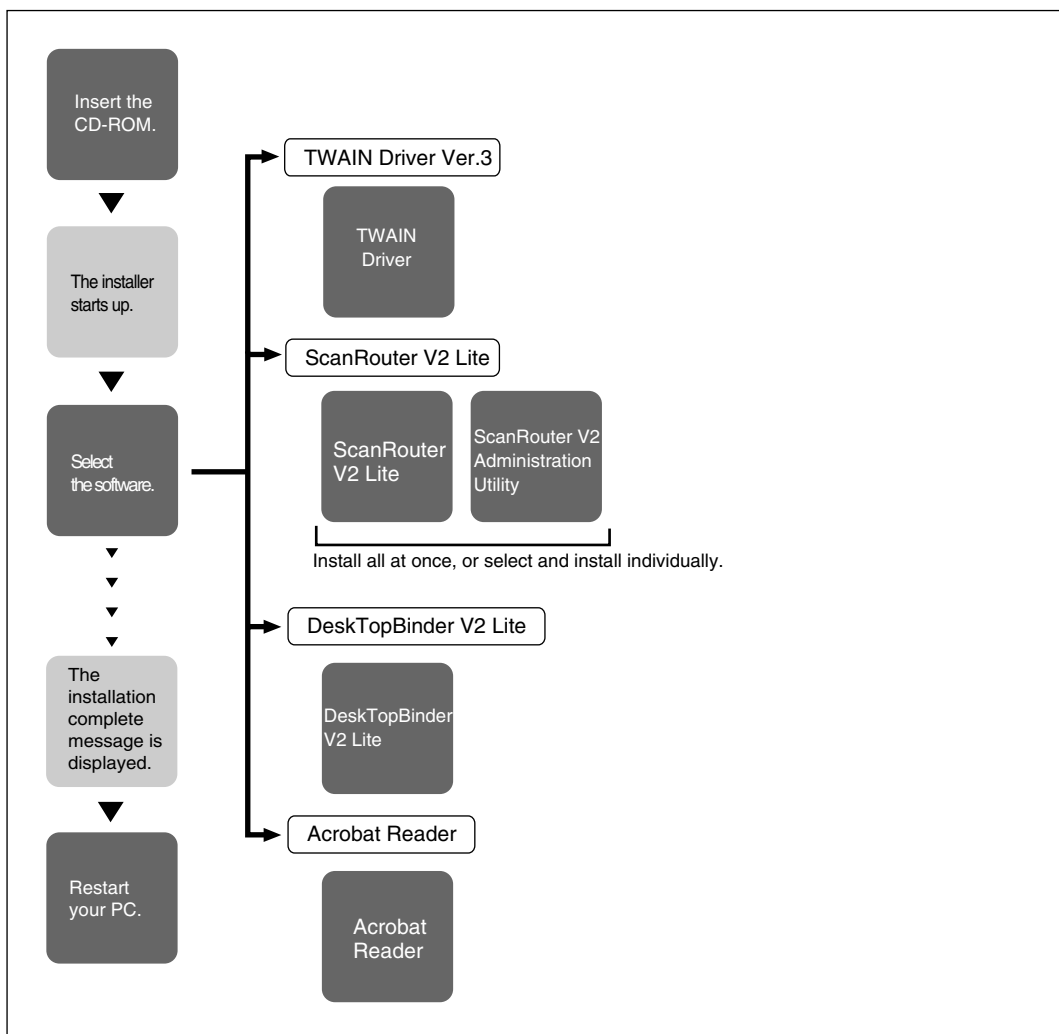 Insert the
CD-ROM.
The installer
starts up.
Select
the software.
The
installation
complete
message is
displayed.
Restart
your PC.
TWAIN Driver Ver.3
TWAIN
Driver
ScanRouter V2 Lite
ScanRouter
V2 Lite
ScanRouter V2
Administration
Utility
Install all at once, or select and install individually.
DeskTopBinder V2 Lite
DeskTopBinder
V2 Lite
Acrobat Reader
Acrobat
Reader